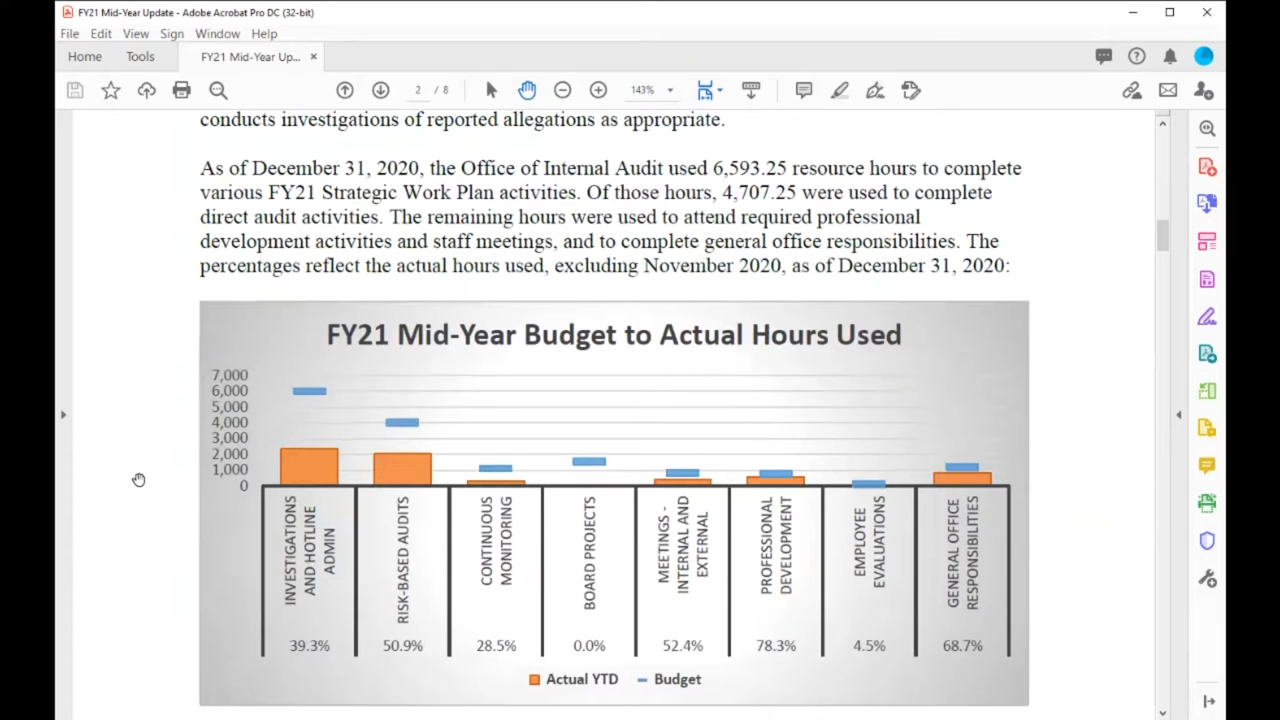 FY21 Mid-Year Update - Adobe Acrobat Pro DC (32-bit)
File Edit View Sign Window Help
Home Tools FY21 Mid-Year Up... ×
2 / 8 143%
conducts investigations of reported allegations as appropriate.
As of December 31, 2020, the Office of Internal Audit used 6,593.25 resource hours to complete
various FY21 Strategic Work Plan activities. Of those hours, 4,707.25 were used to complete
direct audit activities. The remaining hours were used to attend required professional
development activities and staff meetings, and to complete general office responsibilities. The
percentages reflect the actual hours used, excluding November 2020, as of December 31, 2020:
FY21 Mid-Year Budget to Actual Hours Used
7,000
6,000
5,000
4,000
3,000
2,000
1,000
0
INVESTIGATIONS
AND HOTLINE
ADMIN
RISK-BASED AUDITS
CONTINUOUS
MONITORING
BOARD PROJECTS
MEETINGS -
INTERNAL AND
EXTERNAL
PROFESSIONAL
DEVELOPMENT
EMPLOYEE
EVALUATIONS
GENERAL OFFICE
RESPONSIBILITIES
39.3% 50.9% 28.5% 0.0% 52.4% 78.3% 4.5% 68.7%
Actual YTD Budget